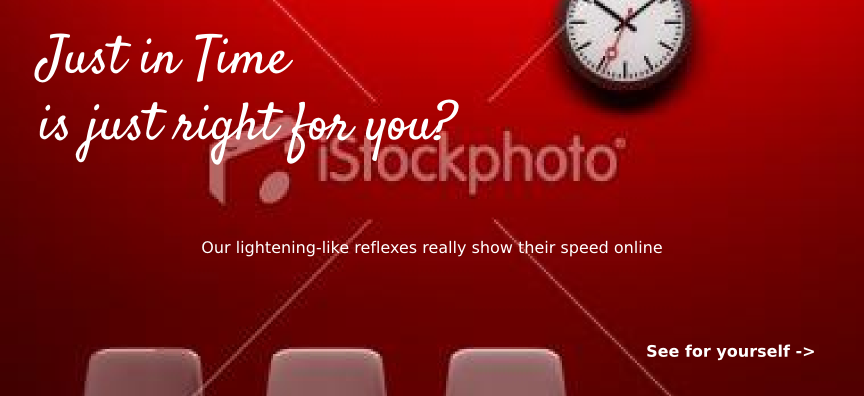 Just in Time
is just right for you?
iStockphoto
Our lightening-like reflexes really show their speed online
See for yourself ->